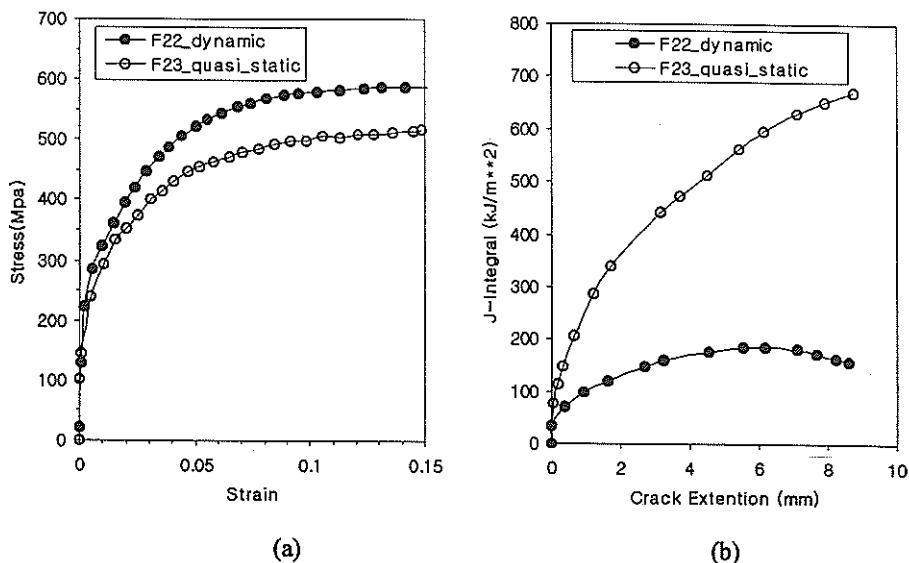 700
600
500
400
300
200
100
0
Stress(Mpa)
F22_dynamic
F23_quasi_static
0
0.05
0.1
0.15
Strain
(a)
800
700
600
500
400
300
200
100
0
J-Integral (kJ/m**2)
F22_dynamic
F23_quasi_static
0
2
4
6
8
10
Crack Extention (mm)
(b)